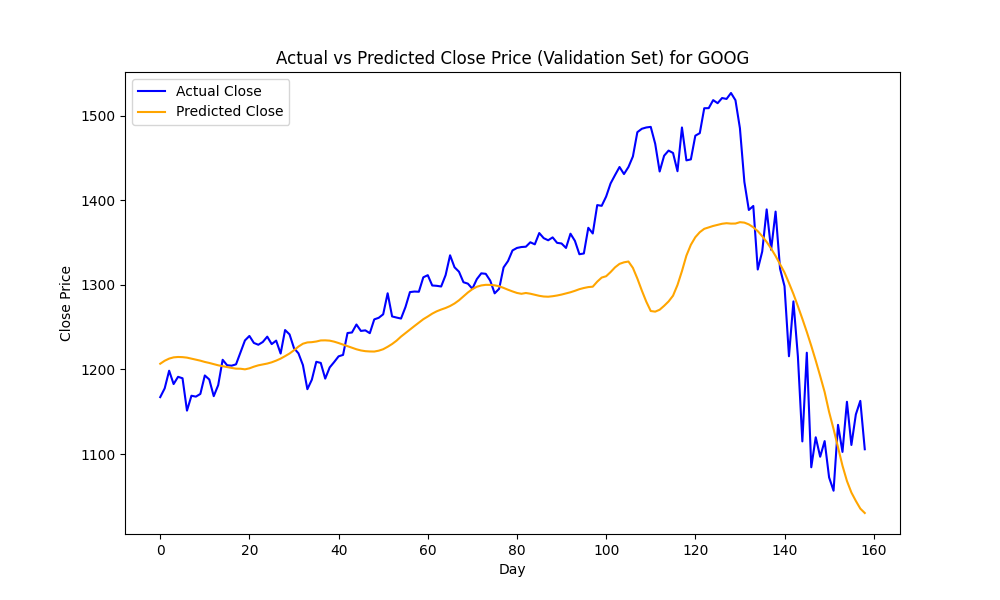 Actual vs Predicted Close Price (Validation Set) for GOOG
Actual Close
Predicted Close
Close Price
1500
1400
1300
1200
1100
0 20 40 60 80 100 120 140 160
Day